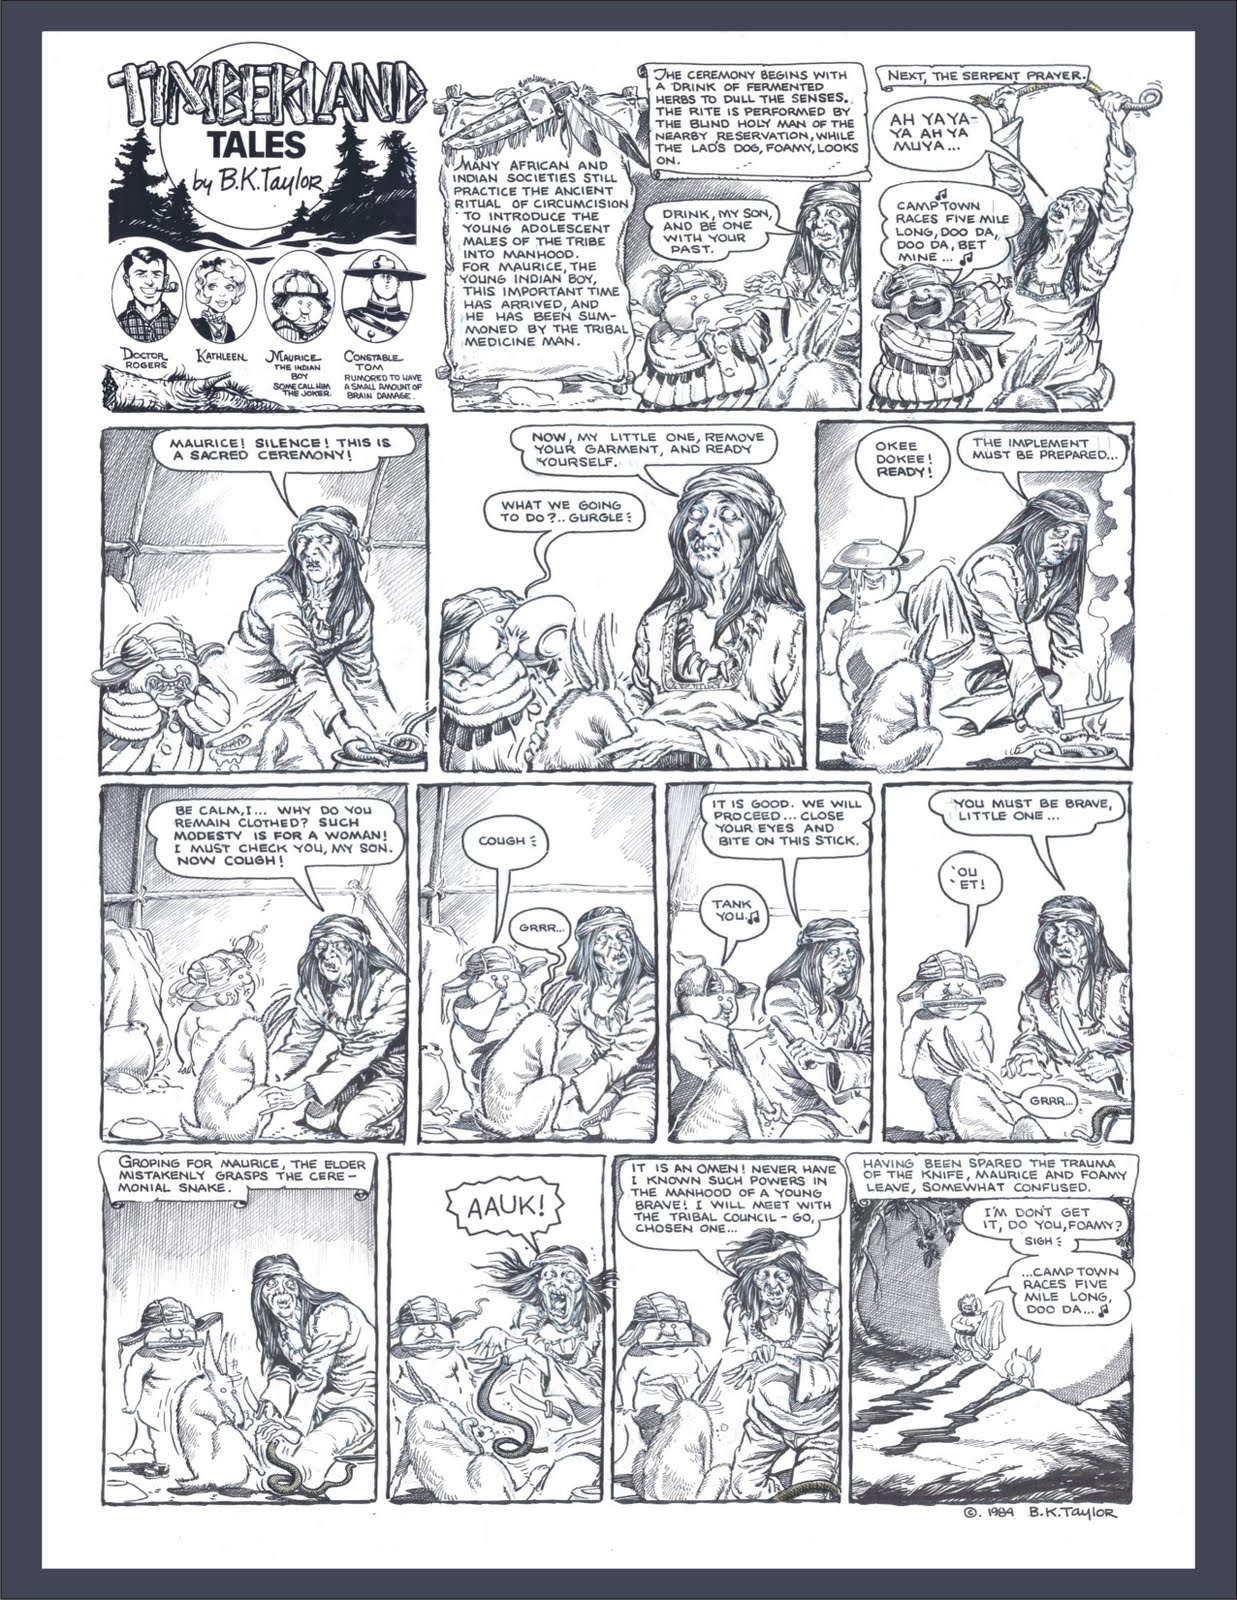 TIMBERLAND
TALES
by B.K.Taylor
DOCTOR
ROGERS
KATHLEEN
MAURICE
THE INDIAN
BOY
SOME CALL HIM
THE JOKER.
CONSTABLE
TOM
RUMORED TO HAVE
A SMALL AMOUNT OF
BRAIN DAMAGE.
MANY AFRICAN AND
INDIAN SOCIETIES STILL
PRACTICE THE ANCIENT
RITUAL OF CIRCUMCISION
TO INTRODUCE THE
YOUNG ADOLESCENT
MALES OF THE TRIBE
INTO MANHOOD.
FOR MAURICE, THE
YOUNG INDIAN BOY,
THIS IMPORTANT TIME
HAS ARRIVED, AND
HE HAS BEEN SUM-
MONED BY THE TRIBAL
MEDICINE MAN.
THE CEREMONY BEGINS WITH
A DRINK OF FERMENTED
HERBS TO DULL THE SENSES.
THE RITE IS PERFORMED BY
THE BLIND HOLY MAN OF THE
NEARBY RESERVATION, WHILE
THE LAD'S DOG, FOAMY, LOOKS
ON.
DRINK, MY SON,
AND BE ONE
WITH YOUR
PAST.
NEXT, THE SERPENT PRAYER.
AH YA YA-
YA AH YA
MUYA...
♫
CAMPTOWN
RACES FIVE MILE
LONG, DOO DA,
DOO DA, BET
MINE... ♫
MAURICE! SILENCE! THIS IS
A SACRED CEREMONY!
NOW, MY LITTLE ONE, REMOVE
YOUR GARMENT, AND READY
YOURSELF.
WHAT WE GOING
TO DO?.. GURGLE:
OKEE
DOKEE!
READY!
THE IMPLEMENT
MUST BE PREPARED...
BE CALM, I... WHY DO YOU
REMAIN CLOTHED? SUCH
MODESTY IS FOR A WOMAN!
I MUST CHECK YOU, MY SON.
NOW COUGH!
COUGH:
GRRR...
IT IS GOOD. WE WILL
PROCEED... CLOSE
YOUR EYES AND
BITE ON THIS STICK.
TANK
YOU.♫
YOU MUST BE BRAVE,
LITTLE ONE...
'OU
'ET!
GRRR...
GROPING FOR MAURICE, THE ELDER
MISTAKENLY GRASPS THE CERE-
MONIAL SNAKE.
AAUK!
IT IS AN OMEN! NEVER HAVE
I KNOWN SUCH POWERS IN
THE MANHOOD OF A YOUNG
BRAVE! I WILL MEET WITH
THE TRIBAL COUNCIL - GO,
CHOSEN ONE...
HAVING BEEN SPARED THE TRAUMA
OF THE KNIFE, MAURICE AND FOAMY
LEAVE, SOMEWHAT CONFUSED.
I'M DON'T GET
IT, DO YOU, FOAMY?
SIGH:
...CAMPTOWN
RACES FIVE
MILE LONG,
DOO DA...♫
©. 1984 B.K.TAYLOR